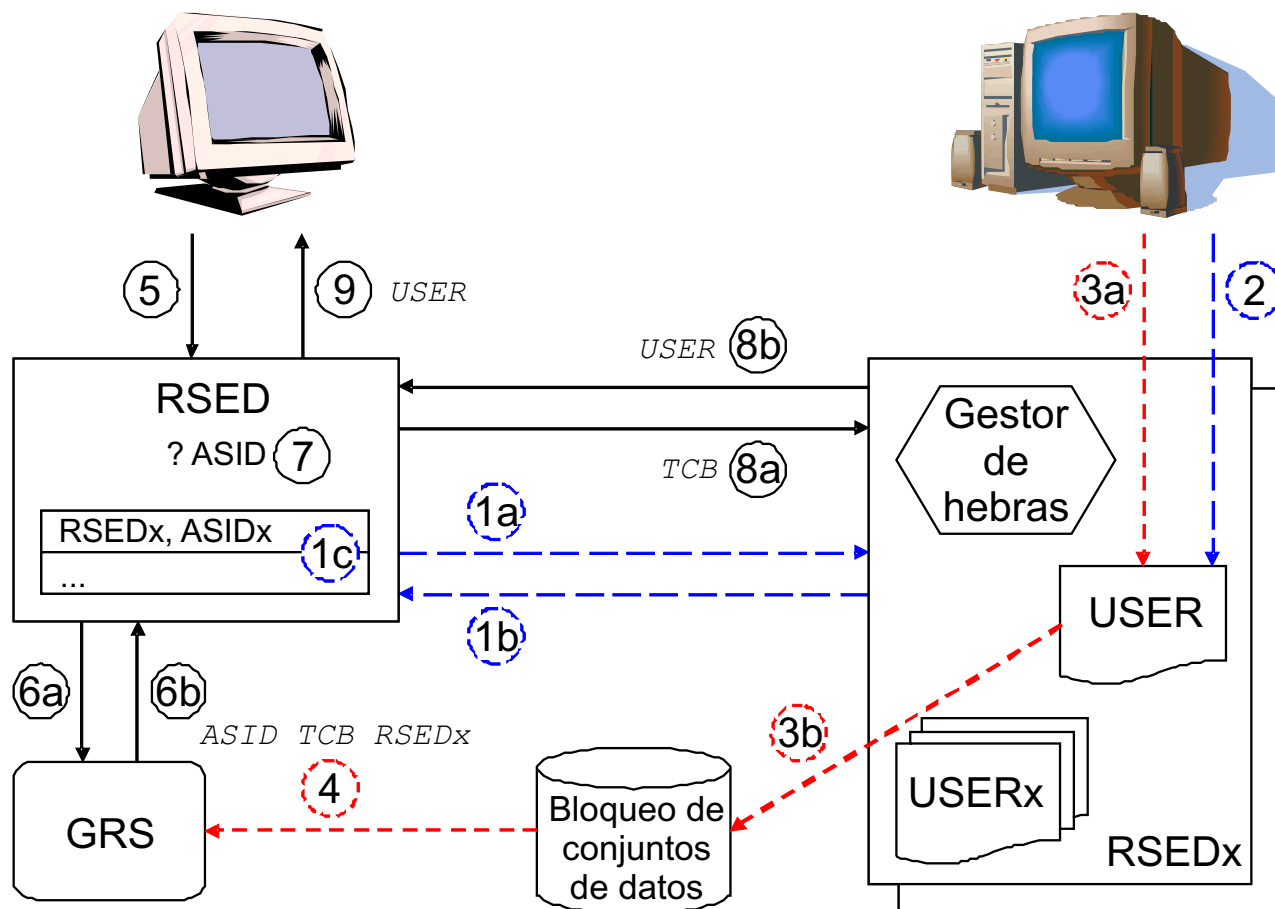 5
9
USER
3a
2
USER
8b
RSED
? ASID
7
TCB
8a
Gestor
de
hebras
RSEDx, ASIDx
1c
...
1a
1b
USER
6a
6b
ASID TCB RSEDx
4
3b
GRS
Bloqueo de
conjuntos
de datos
USERx
RSEDx